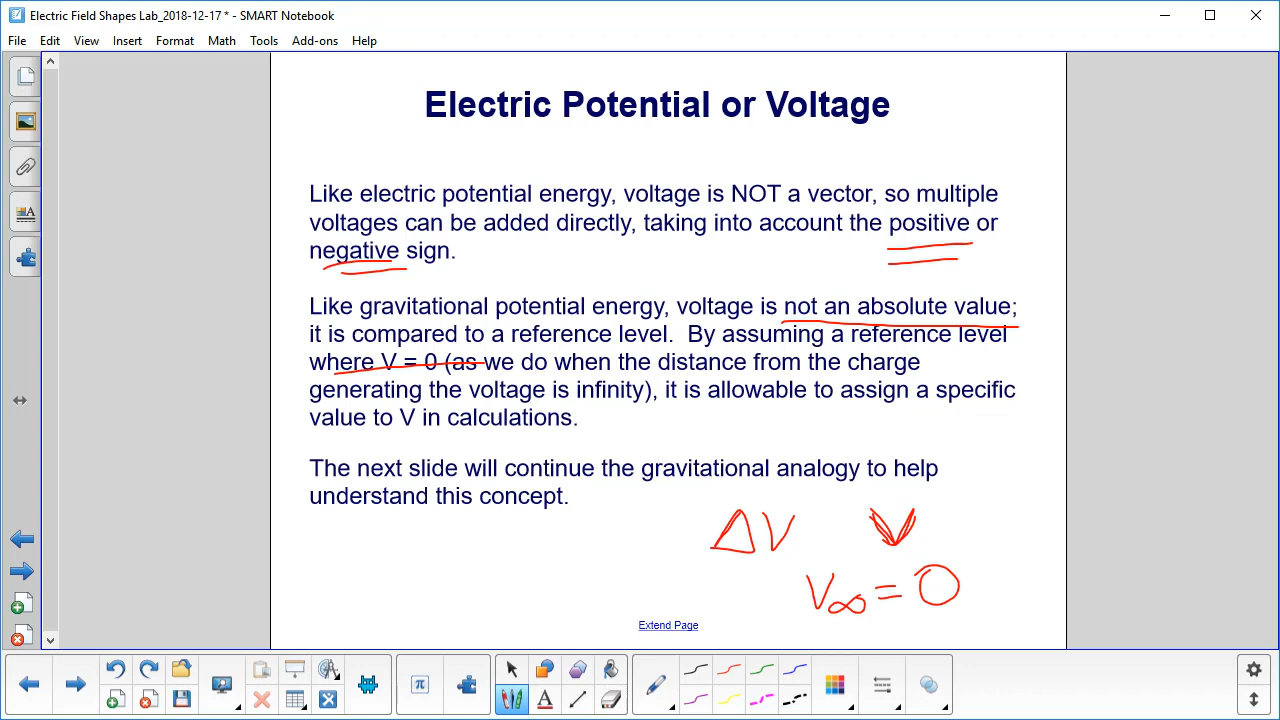 Electric Field Shapes Lab_2018-12-17 * - SMART Notebook
File Edit View Insert Format Math Tools Add-ons Help
Electric Potential or Voltage
Like electric potential energy, voltage is NOT a vector, so multiple
voltages can be added directly, taking into account the positive or
negative sign.
Like gravitational potential energy, voltage is not an absolute value;
it is compared to a reference level. By assuming a reference level
where V = 0 (as we do when the distance from the charge
generating the voltage is infinity), it is allowable to assign a specific
value to V in calculations.
The next slide will continue the gravitational analogy to help
understand this concept.
ΔV V
V∞ = 0
Extend Page
π
A